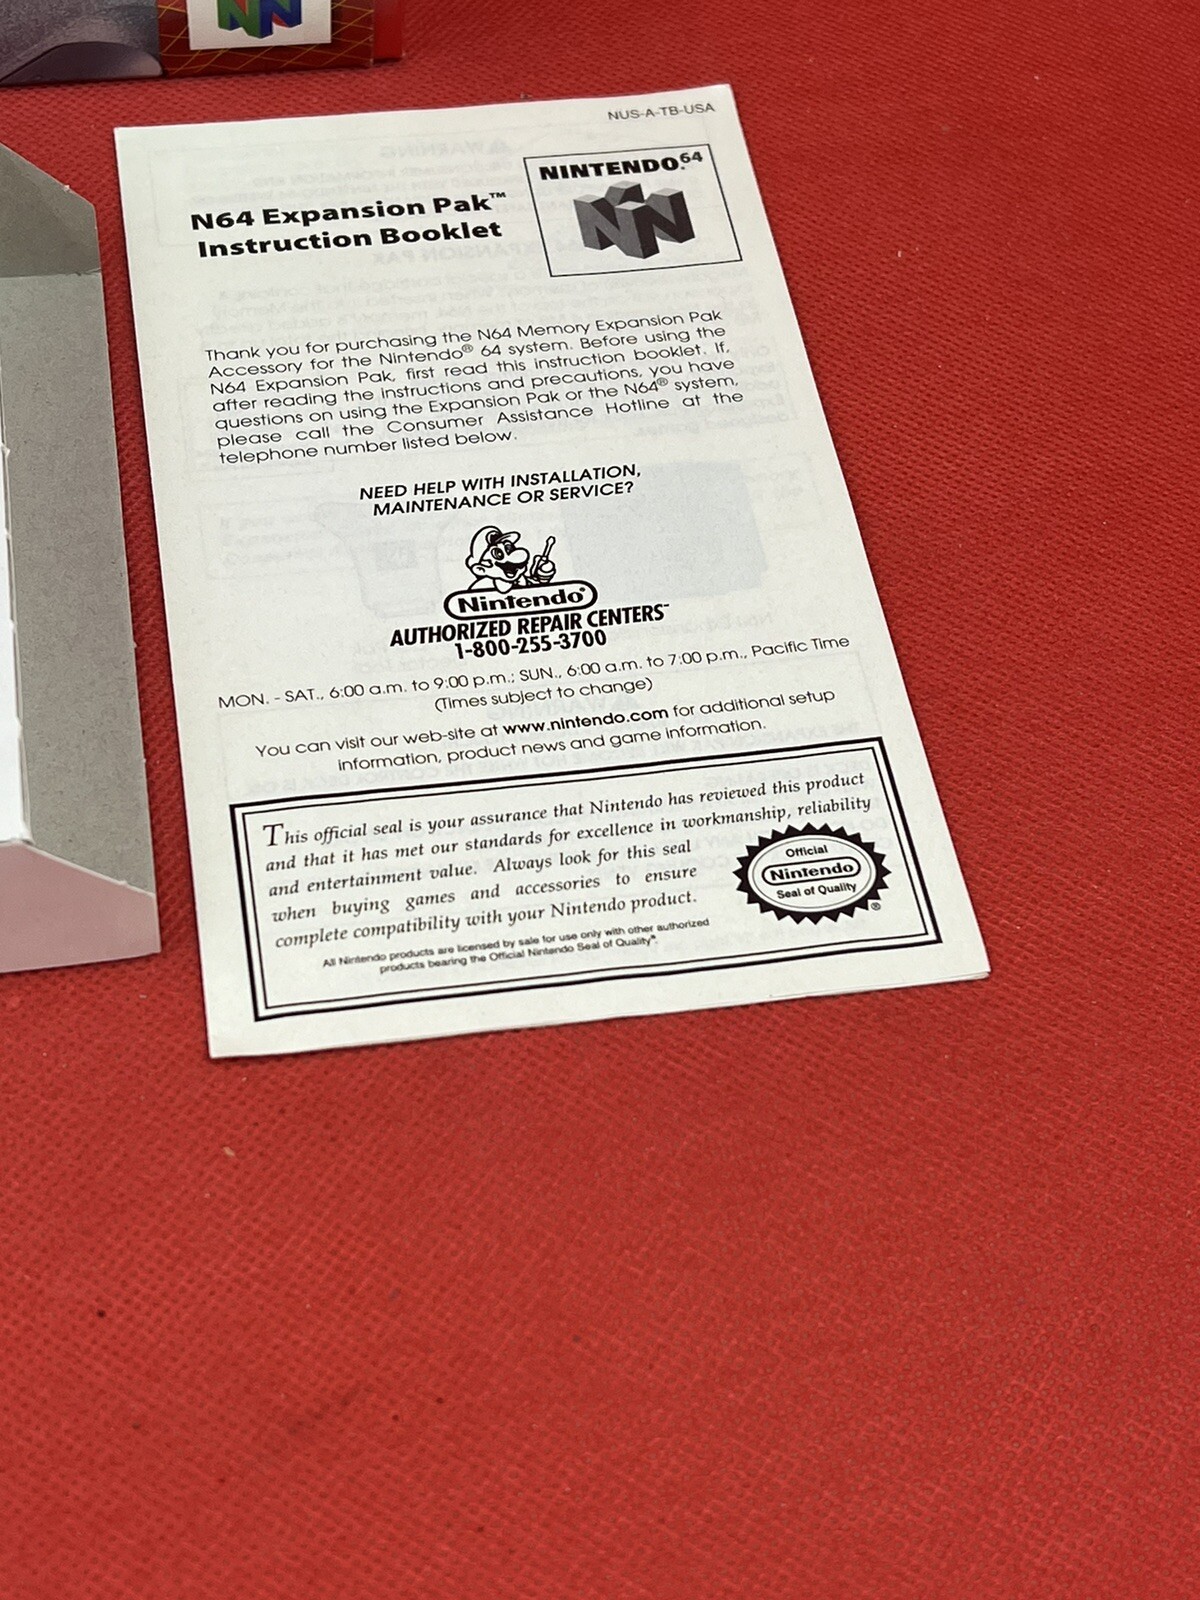 NUS-A-TB-USA
NINTENDO.64
N64 Expansion Pak™
Instruction Booklet
Thank you for purchasing the N64 Memory Expansion Pak
Accessory for the Nintendo® 64 system. Before using the
N64 Expansion Pak, first read this instruction booklet. If,
after reading the instructions and precautions, you have
questions on using the Expansion Pak or the N64® system,
please call the Consumer Assistance Hotline at the
telephone number listed below.
NEED HELP WITH INSTALLATION,
MAINTENANCE OR SERVICE?
Nintendo®
AUTHORIZED REPAIR CENTERS℠
1-800-255-3700
MON. - SAT., 6:00 a.m. to 9:00 p.m.; SUN., 6:00 a.m. to 7:00 p.m., Pacific Time
(Times subject to change)
You can visit our web-site at www.nintendo.com for additional setup
information, product news and game information.
This official seal is your assurance that Nintendo has reviewed this product
and that it has met our standards for excellence in workmanship, reliability
and entertainment value. Always look for this seal
when buying games and accessories to ensure
complete compatibility with your Nintendo product.
All Nintendo products are licensed by sale for use only with other authorized
products bearing the Official Nintendo Seal of Quality®.
Official
Nintendo
Seal of Quality
®